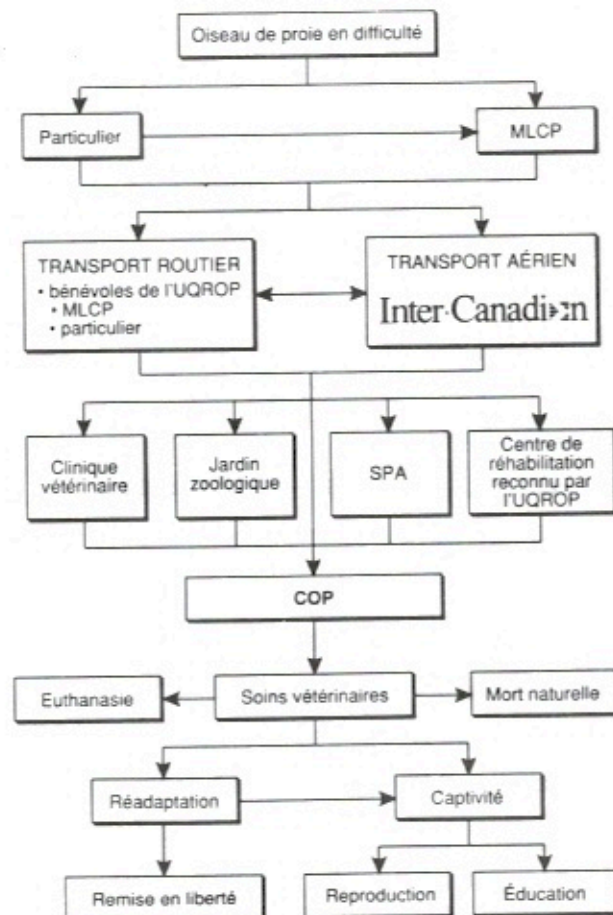 Oiseau de proie en difficulté
Particulier
MLCP
TRANSPORT ROUTIER
• bénévoles de l'UQROP
• MLCP
• particulier
TRANSPORT AÉRIEN
Inter·Canadien
Clinique
vétérinaire
Jardin
zoologique
SPA
Centre de
réhabilitation
reconnu par
l'UQROP
COP
Euthanasie
Soins vétérinaires
Mort naturelle
Réadaptation
Captivité
Remise en liberté
Reproduction
Éducation